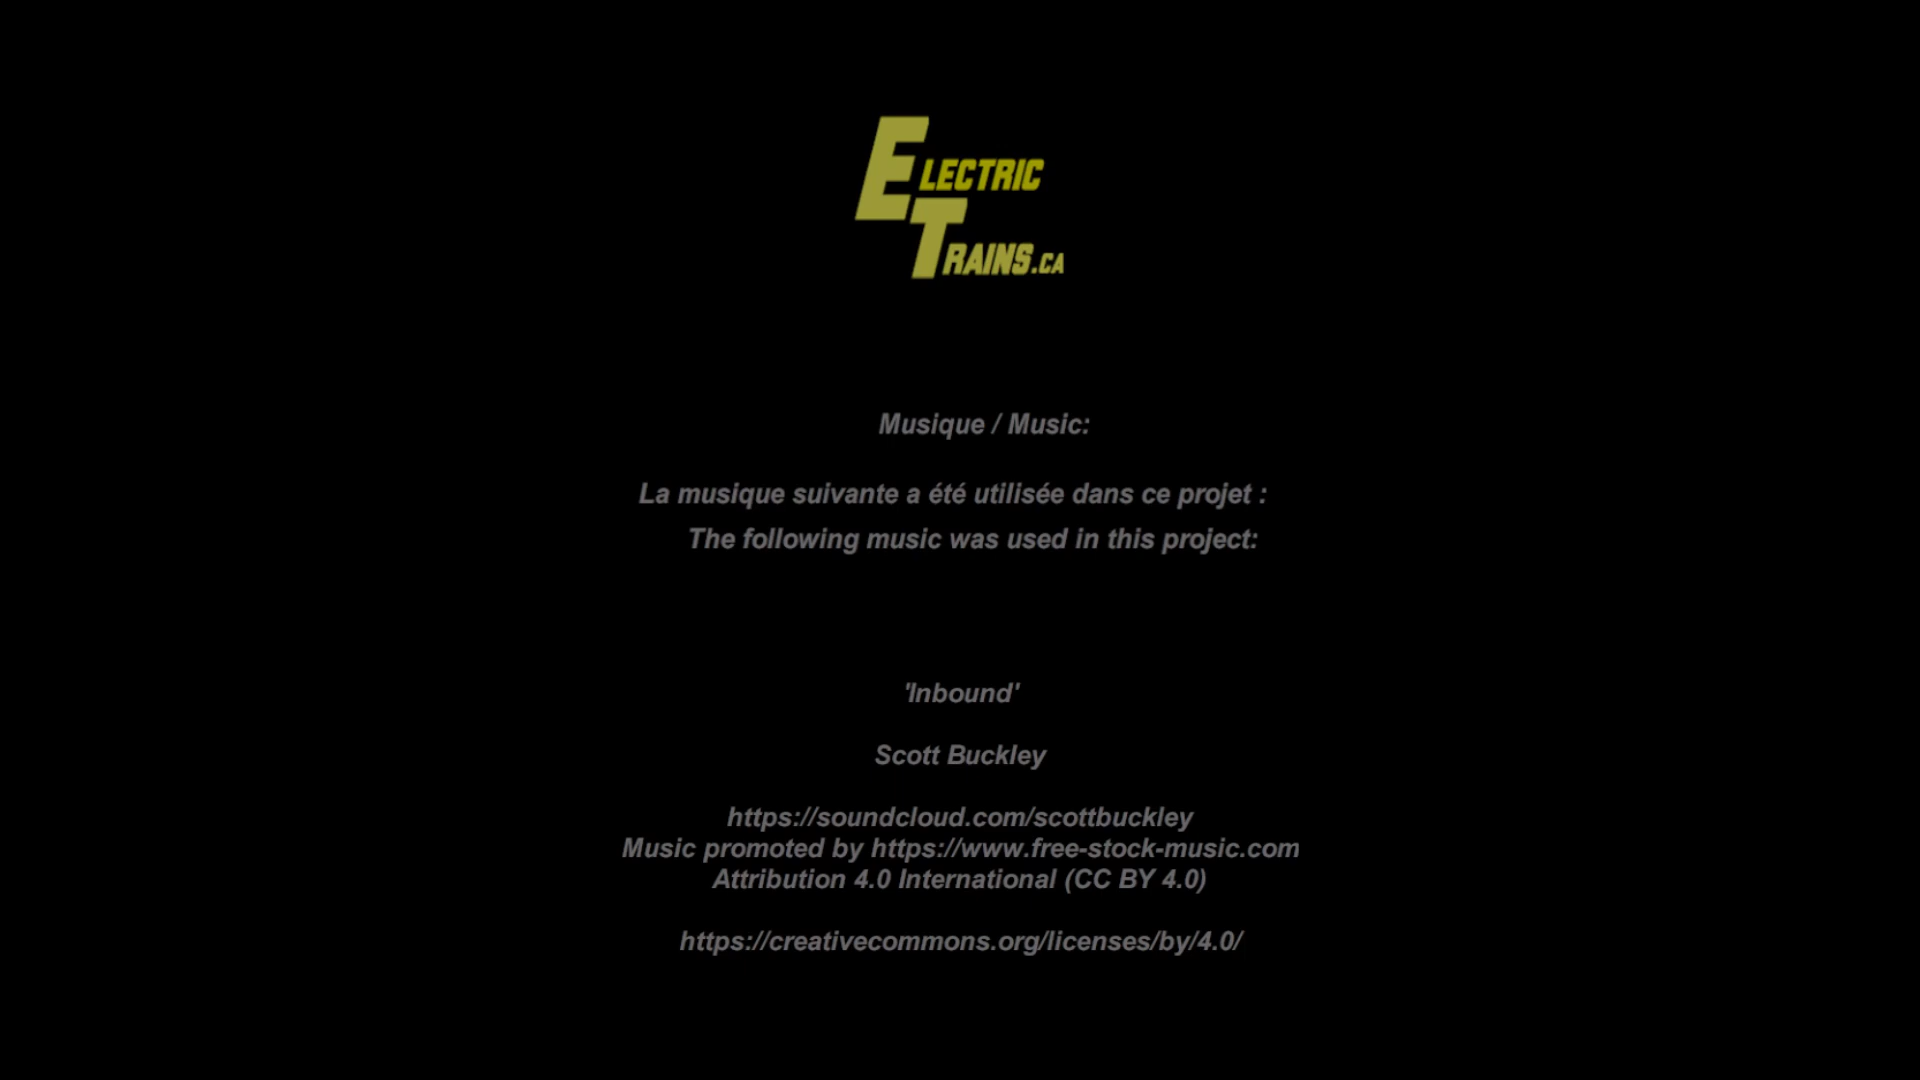 ELECTRIC
TRAINS.CA
Musique / Music:
La musique suivante a été utilisée dans ce projet :
The following music was used in this project:
'Inbound'
Scott Buckley
https://soundcloud.com/scottbuckley
Music promoted by https://www.free-stock-music.com
Attribution 4.0 International (CC BY 4.0)
https://creativecommons.org/licenses/by/4.0/